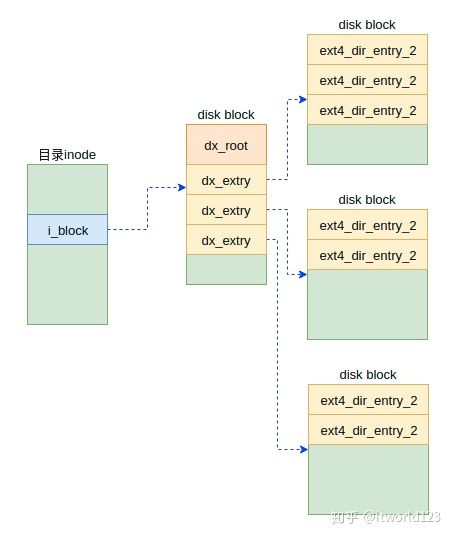 disk block
ext4_dir_entry_2
ext4_dir_entry_2
ext4_dir_entry_2
disk block
dx_root
dx_extry
dx_extry
dx_extry
目录inode
i_block
disk block
ext4_dir_entry_2
ext4_dir_entry_2
disk block
ext4_dir_entry_2
ext4_dir_entry_2
知乎 @itworld123